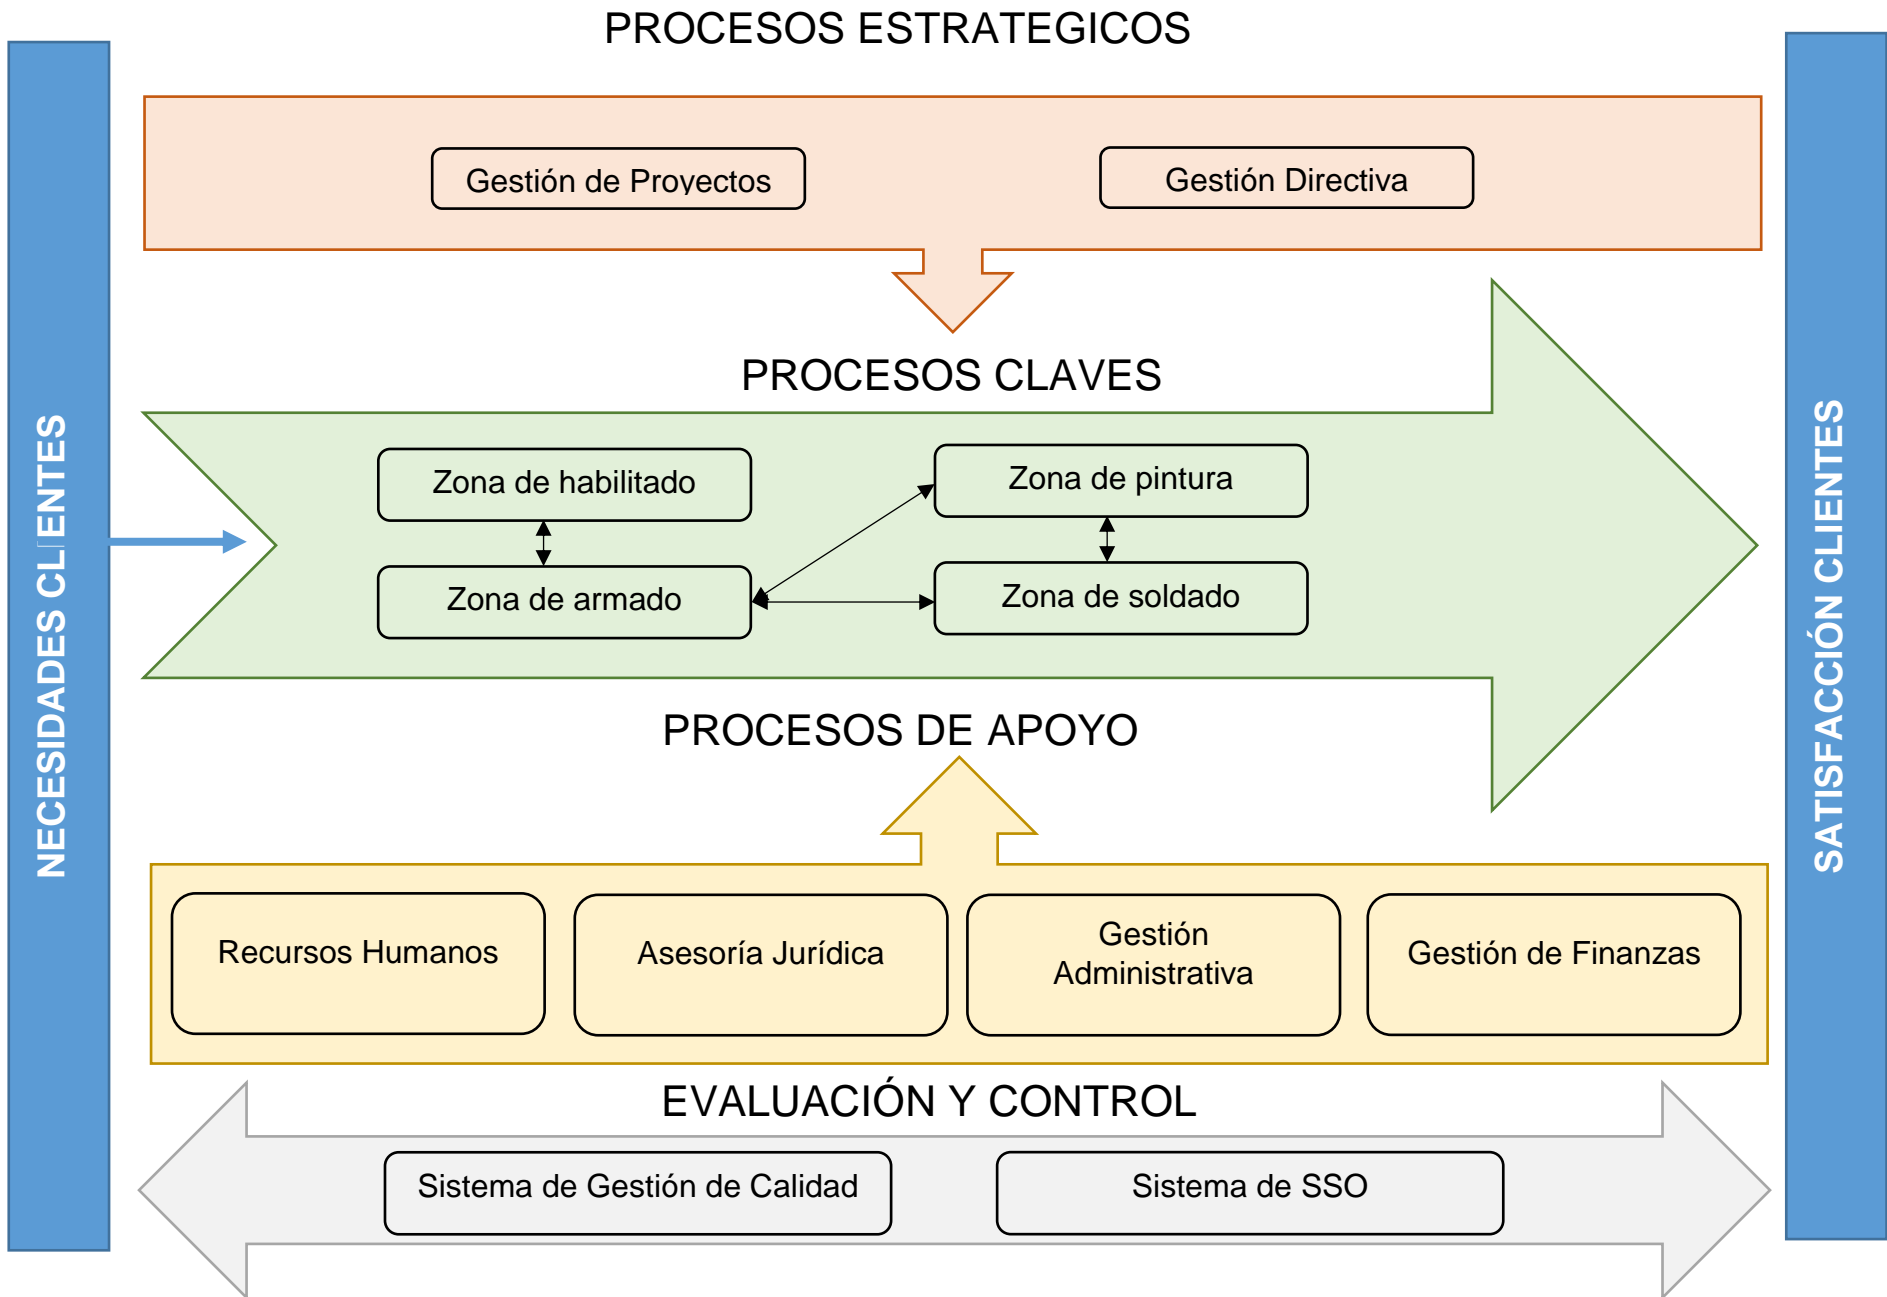 PROCESOS ESTRATEGICOS
Gestión de Proyectos
Gestión Directiva
NECESIDADES CLIENTES
PROCESOS CLAVES
Zona de habilitado
Zona de pintura
Zona de armado
Zona de soldado
SATISFACCIÓN CLIENTES
PROCESOS DE APOYO
Recursos Humanos
Asesoría Jurídica
Gestión
Administrativa
Gestión de Finanzas
EVALUACIÓN Y CONTROL
Sistema de Gestión de Calidad
Sistema de SSO